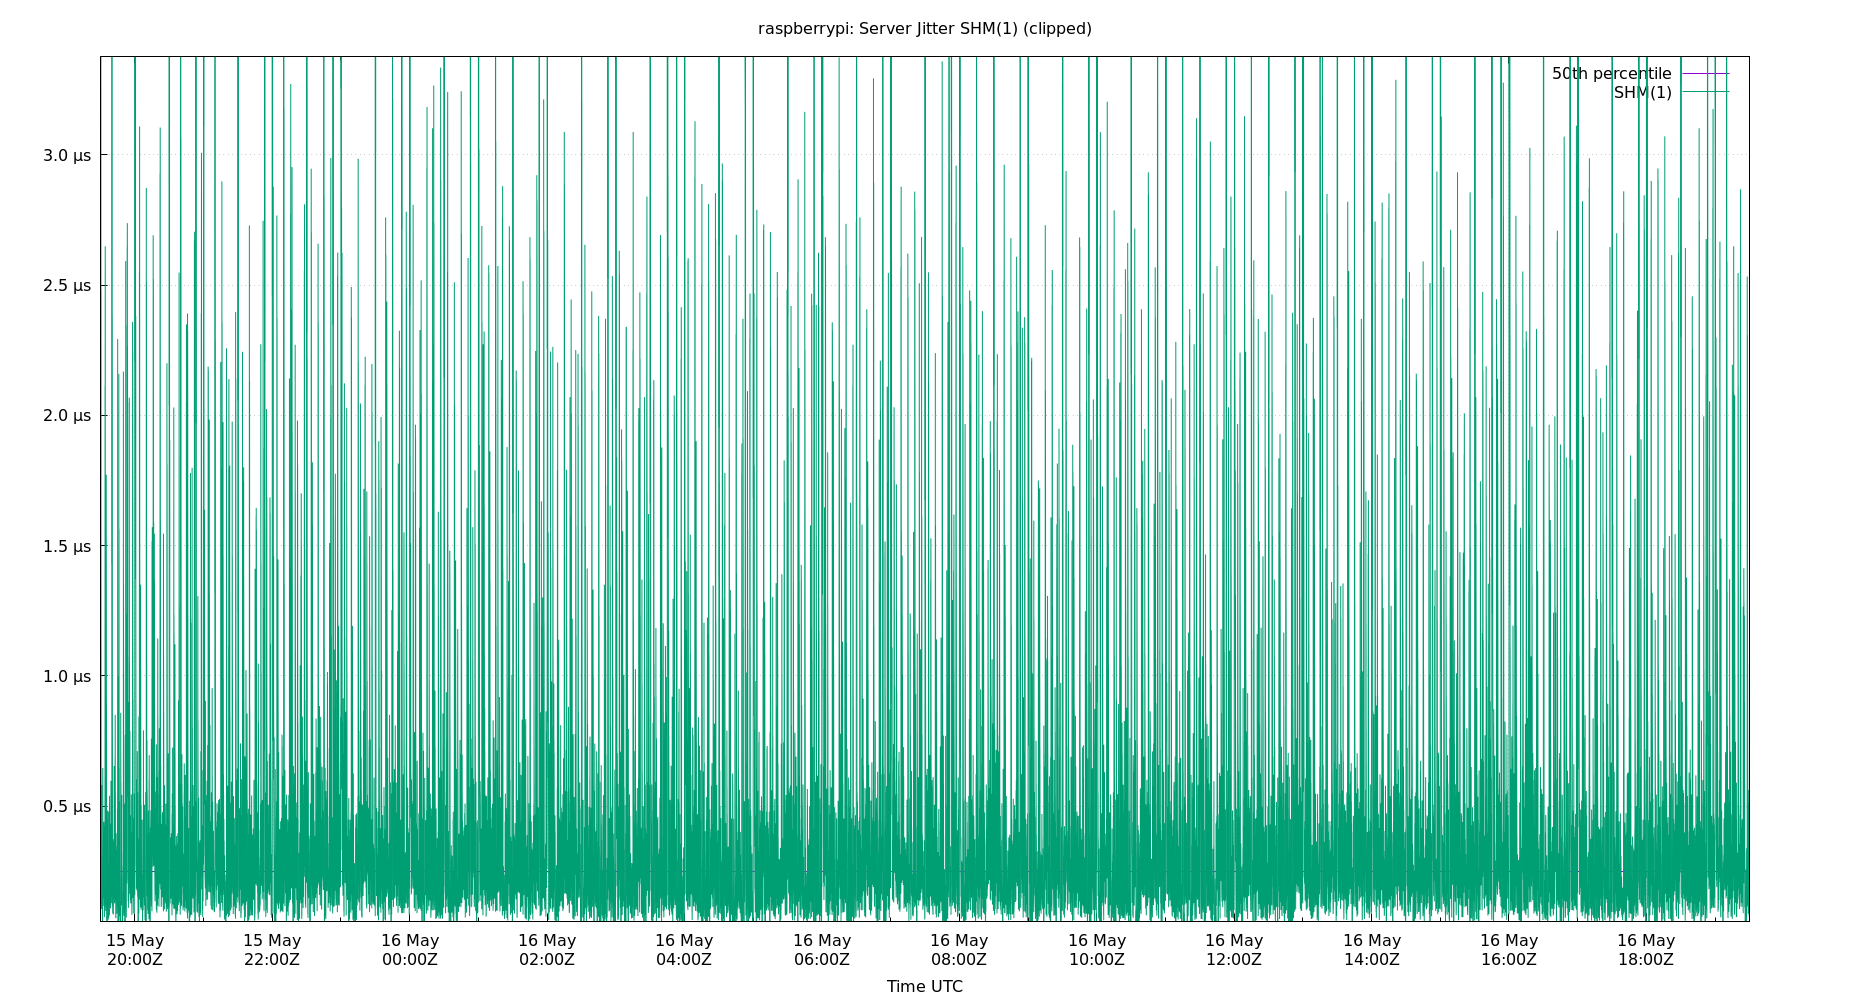 raspberrypi: Server Jitter SHM(1) (clipped)
50th percentile
SHM(1)
3.0 µs
2.5 µs
2.0 µs
1.5 µs
1.0 µs
0.5 µs
15 May 15 May 16 May 16 May 16 May 16 May 16 May 16 May 16 May 16 May 16 May 16 May
20:00Z 22:00Z 00:00Z 02:00Z 04:00Z 06:00Z 08:00Z 10:00Z 12:00Z 14:00Z 16:00Z 18:00Z
Time UTC